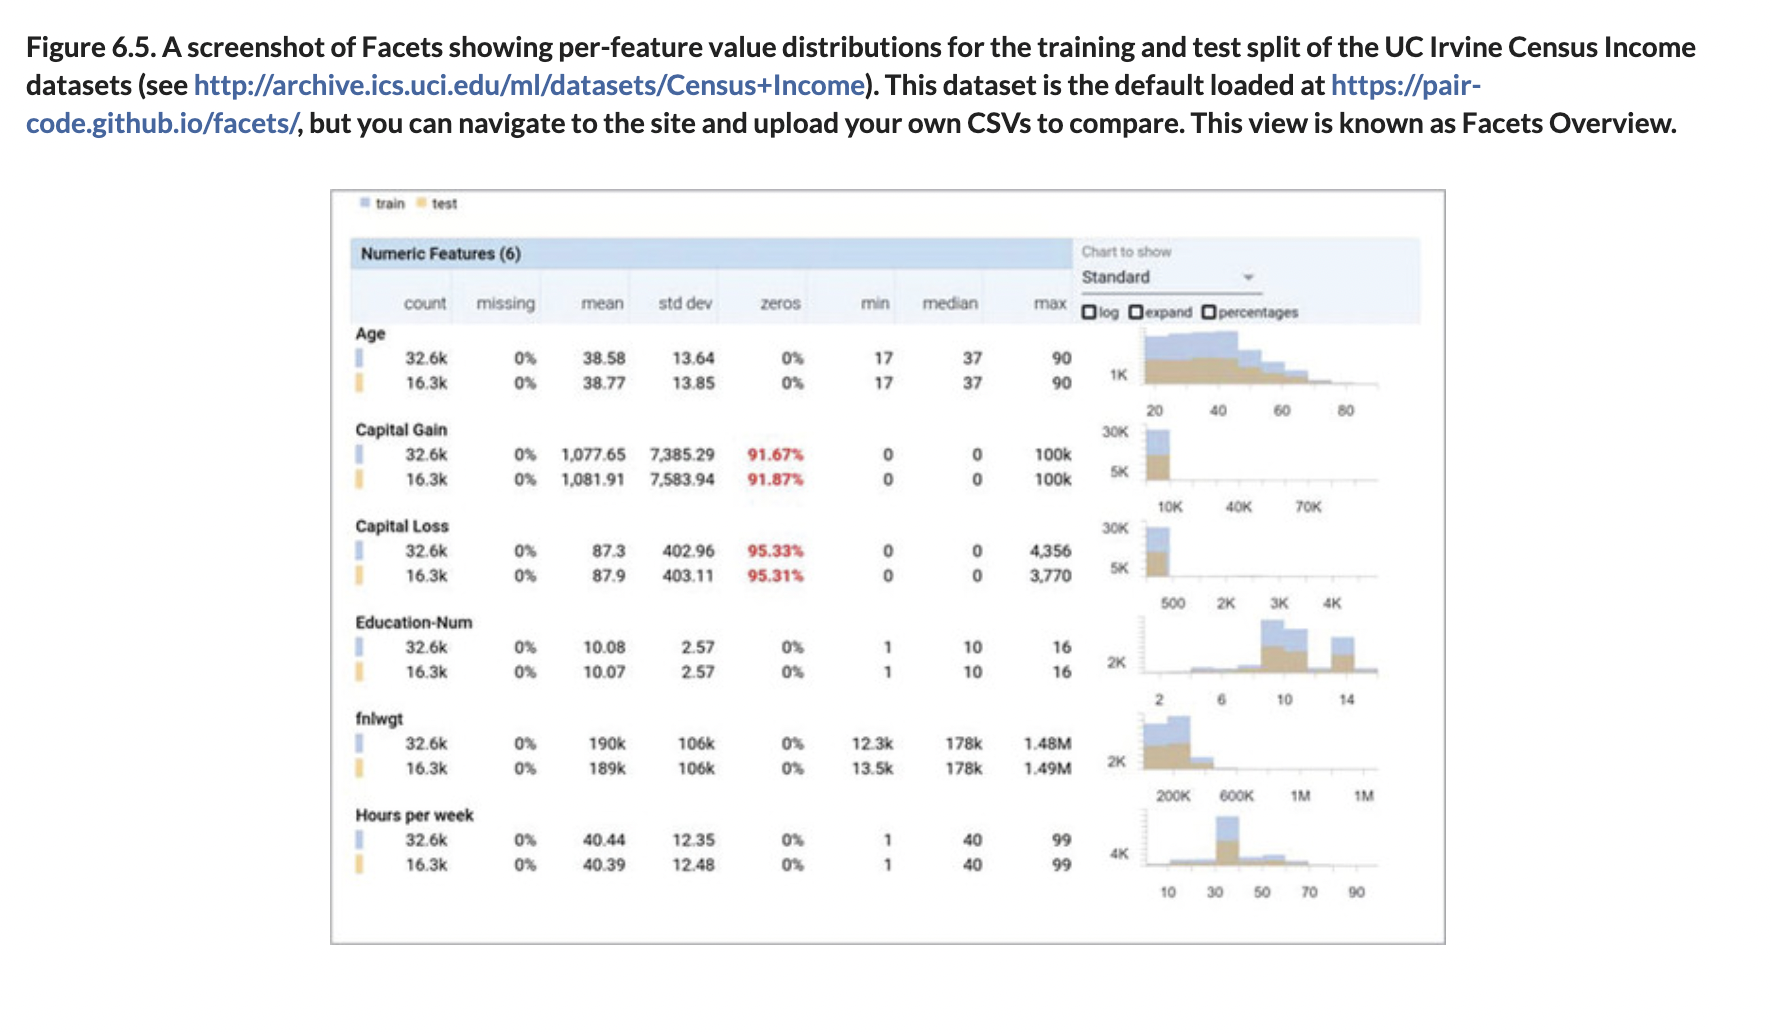 Figure 6.5. A screenshot of Facets showing per-feature value distributions for the training and test split of the UC Irvine Census Income
datasets (see http://archive.ics.uci.edu/ml/datasets/Census+Income). This dataset is the default loaded at https://pair-
code.github.io/facets/, but you can navigate to the site and upload your own CSVs to compare. This view is known as Facets Overview.
train test
Numeric Features (6)
Chart to show
Standard
count missing mean std dev zeros min median max
log expand percentages
Age
32.6k 0% 38.58 13.64 0% 17 37 90
16.3k 0% 38.77 13.85 0% 17 37 90
1K
20 40 60 80
Capital Gain
32.6k 0% 1,077.65 7,385.29 91.67% 0 0 100k
16.3k 0% 1,081.91 7,583.94 91.87% 0 0 100k
30K
5K
10K 40K 70K
Capital Loss
32.6k 0% 87.3 402.96 95.33% 0 0 4,356
16.3k 0% 87.9 403.11 95.31% 0 0 3,770
30K
5K
500 2K 3K 4K
Education-Num
32.6k 0% 10.08 2.57 0% 1 10 16
16.3k 0% 10.07 2.57 0% 1 10 16
2K
2 6 10 14
fnlwgt
32.6k 0% 190k 106k 0% 12.3k 178k 1.48M
16.3k 0% 189k 106k 0% 13.5k 178k 1.49M
2K
200K 600K 1M 1M
Hours per week
32.6k 0% 40.44 12.35 0% 1 40 99
16.3k 0% 40.39 12.48 0% 1 40 99
4K
10 30 50 70 90